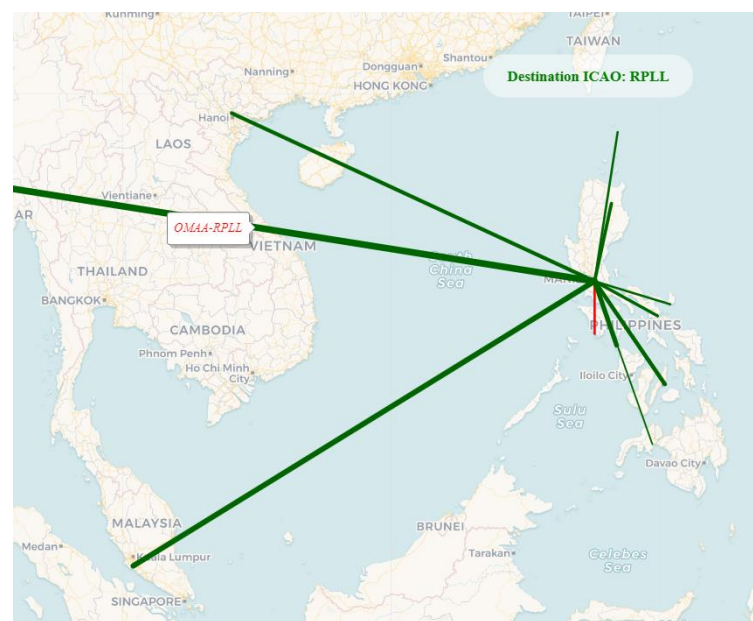 Kunming•
TAIPEI•
TAIWAN
Nanning•
Dongguan•
Shantou•
HONG KONG•
Destination ICAO: RPLL
Hanoi
LAOS
Vientiane•
AR
OMAA-RPLL
VIETNAM
South
China
Sea
THAILAND
BANGKOK•
PHILIPPINES
CAMBODIA
Phnom Penh•
Ho Chi Minh
City
Iloilo City
Sulu
Sea
Davao City•
MALAYSIA
Medan•
Kuala Lumpur
BRUNEI
Tarakan•
Celebes
Sea
SINGAPORE•